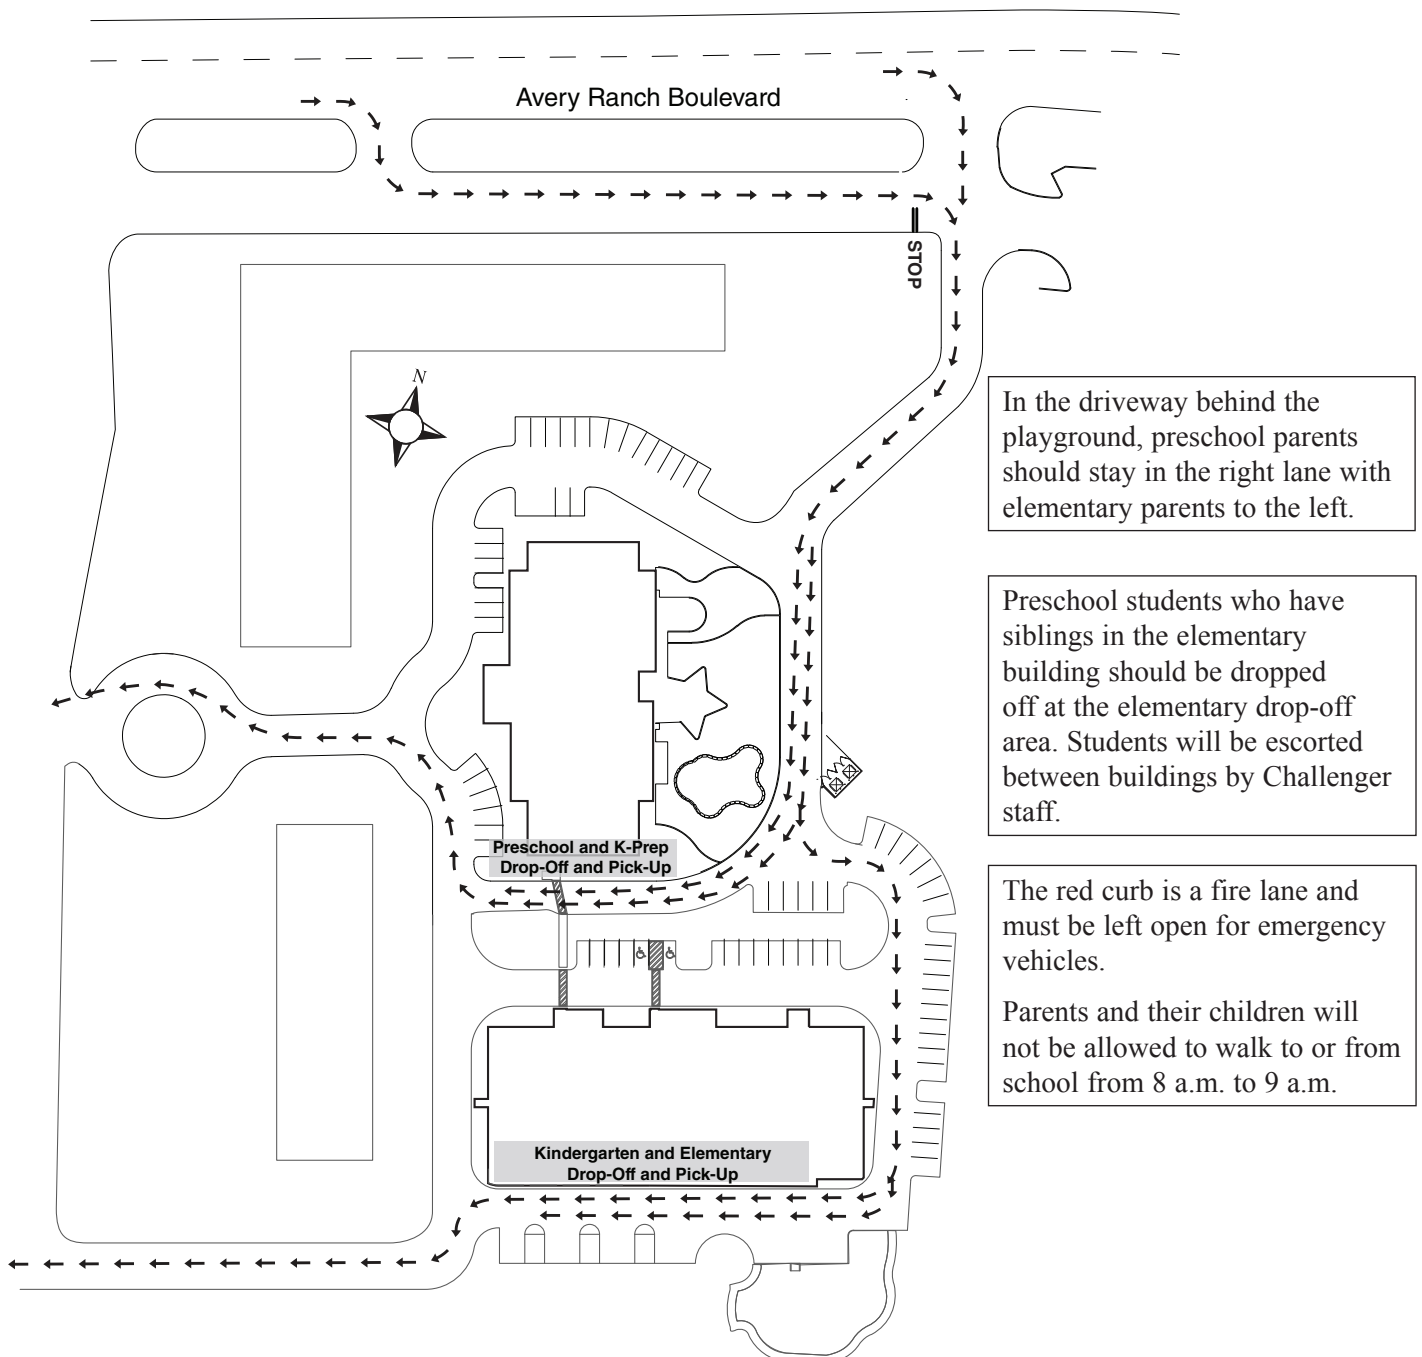 Avery Ranch Boulevard
STOP
N
In the driveway behind the
playground, preschool parents
should stay in the right lane with
elementary parents to the left.
Preschool students who have
siblings in the elementary
building should be dropped
off at the elementary drop-off
area. Students will be escorted
between buildings by Challenger
staff.
Preschool and K-Prep
Drop-Off and Pick-Up
The red curb is a fire lane and
must be left open for emergency
vehicles.
Parents and their children will
not be allowed to walk to or from
school from 8 a.m. to 9 a.m.
Kindergarten and Elementary
Drop-Off and Pick-Up